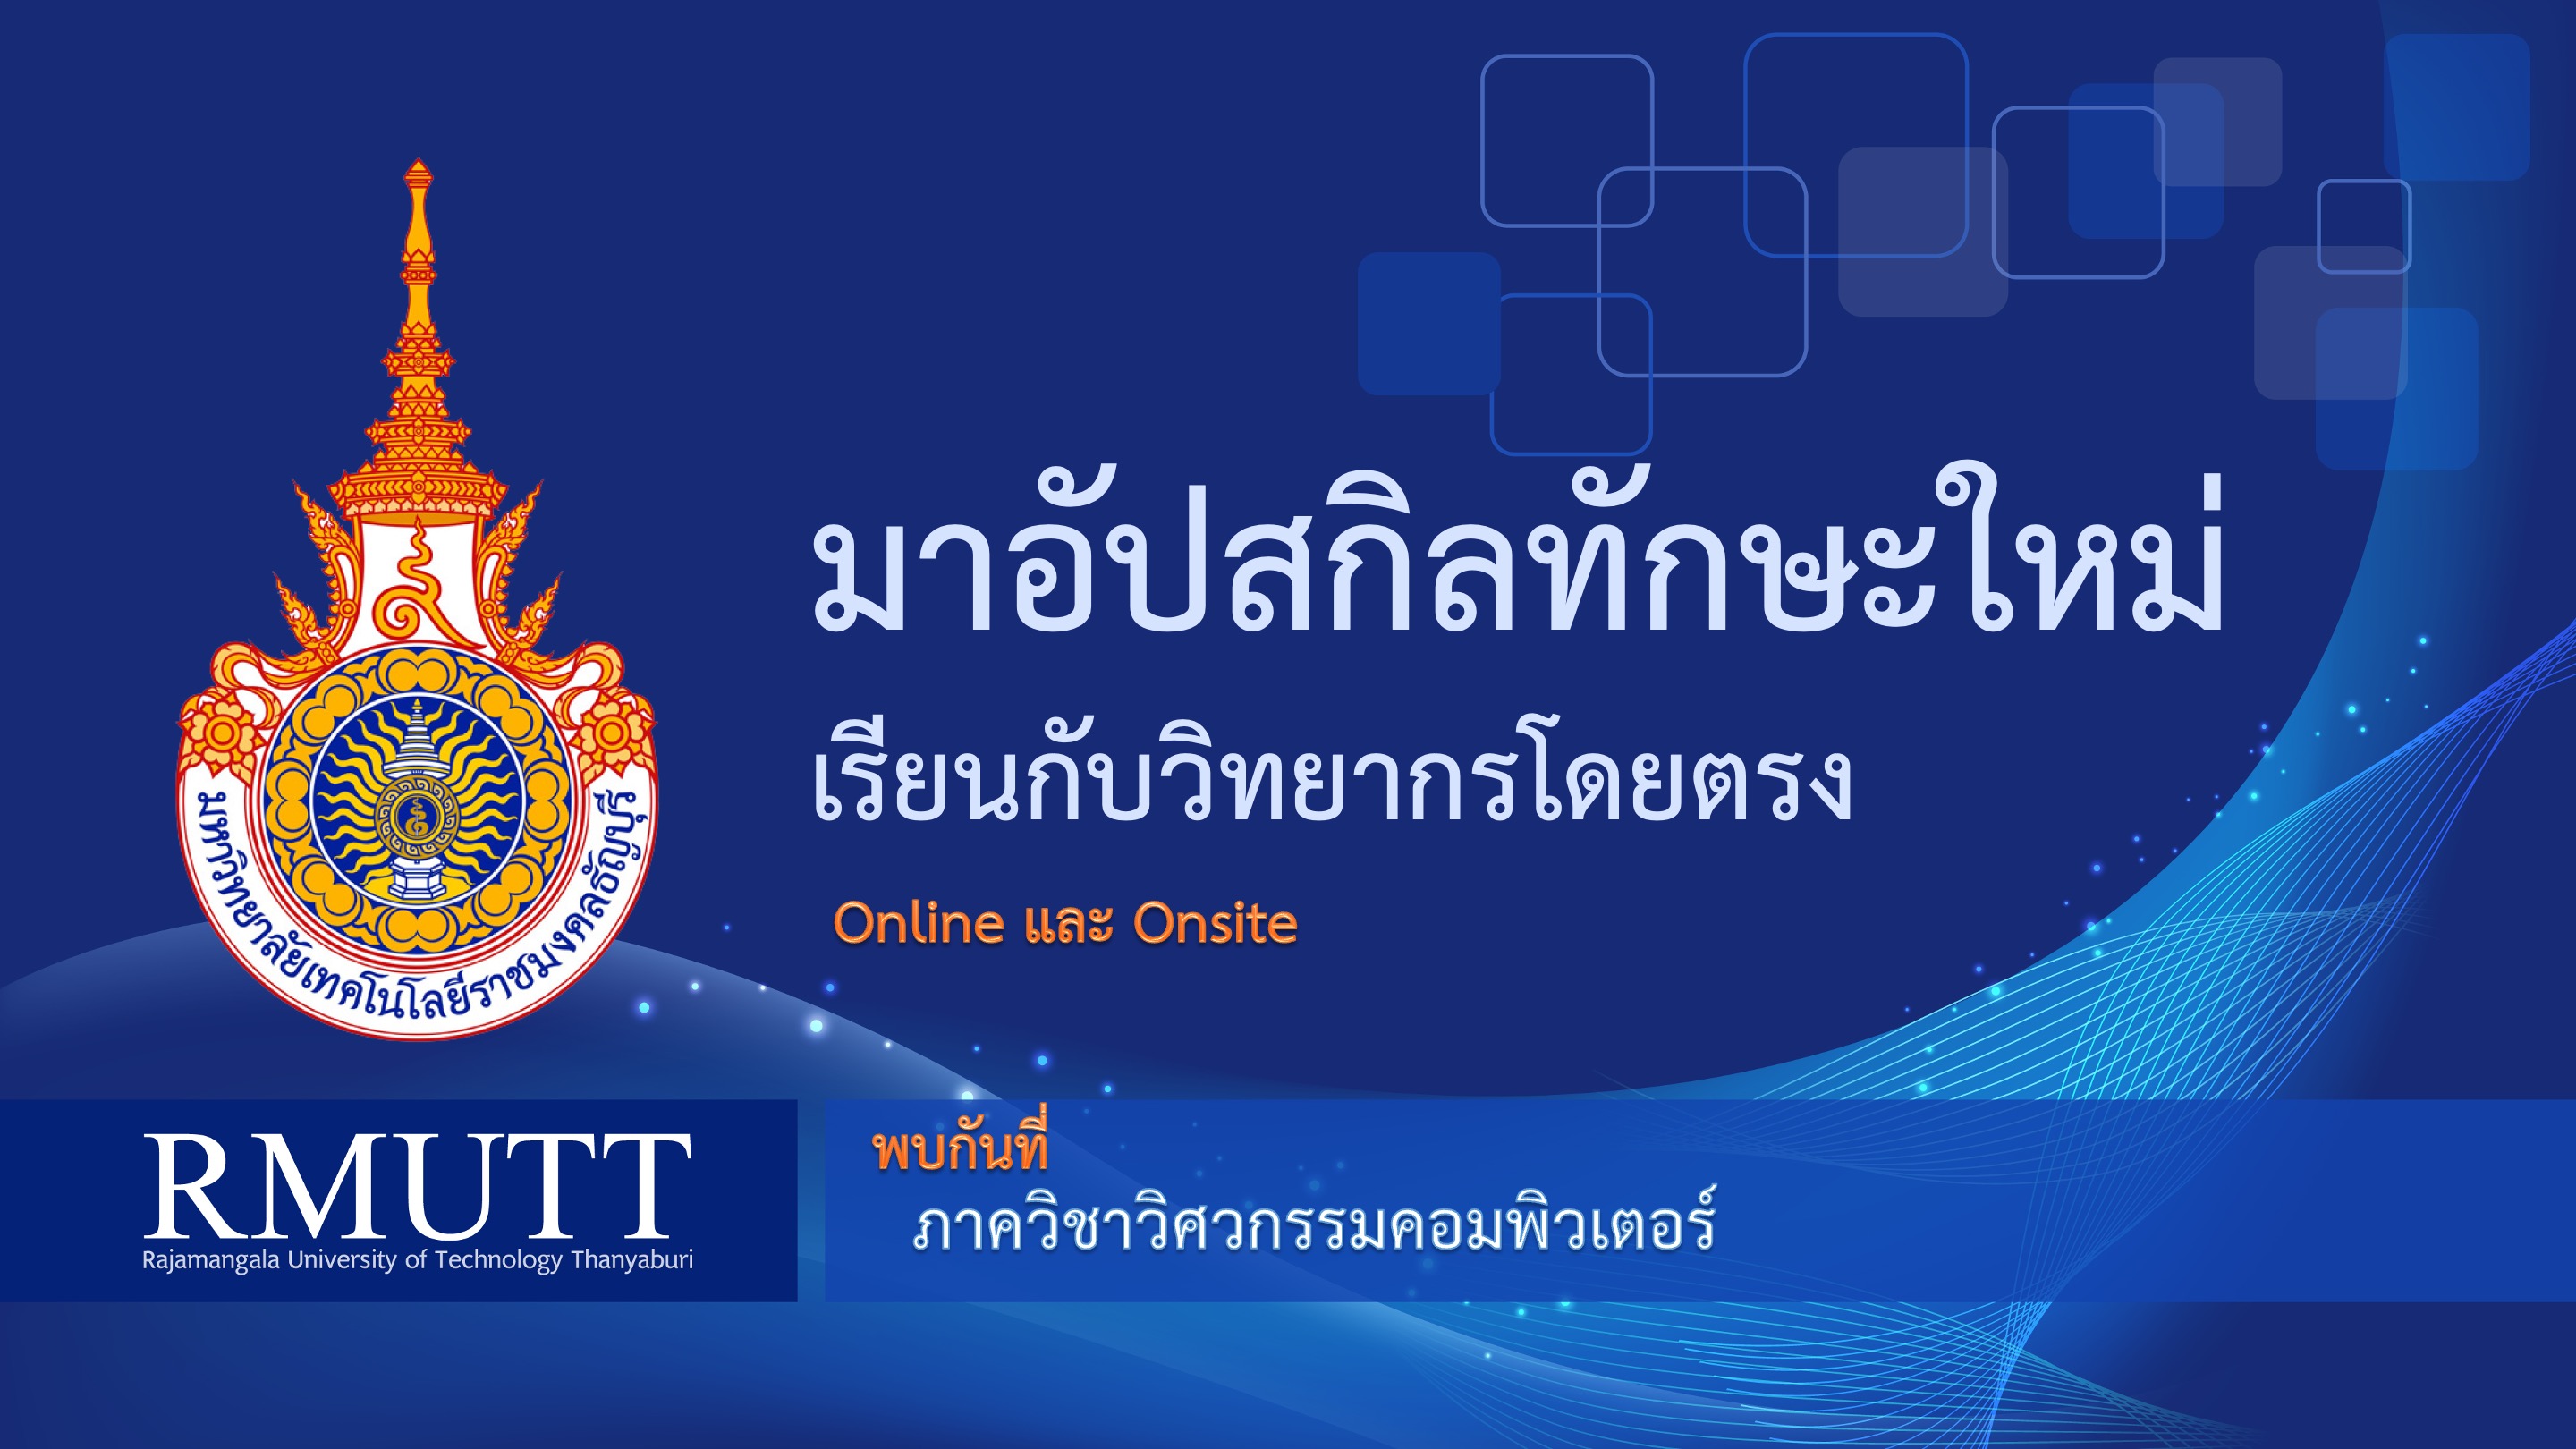 มาอัปสกิลทักษะใหม่
เรียนกับวิทยากรโดยตรง
Online และ Onsite
มหาวิทยาลัยเทคโนโลยีราชมงคลธัญบุรี
RMUTT
Rajamangala University of Technology Thanyaburi
พบกันที่
ภาควิชาวิศวกรรมคอมพิวเตอร์